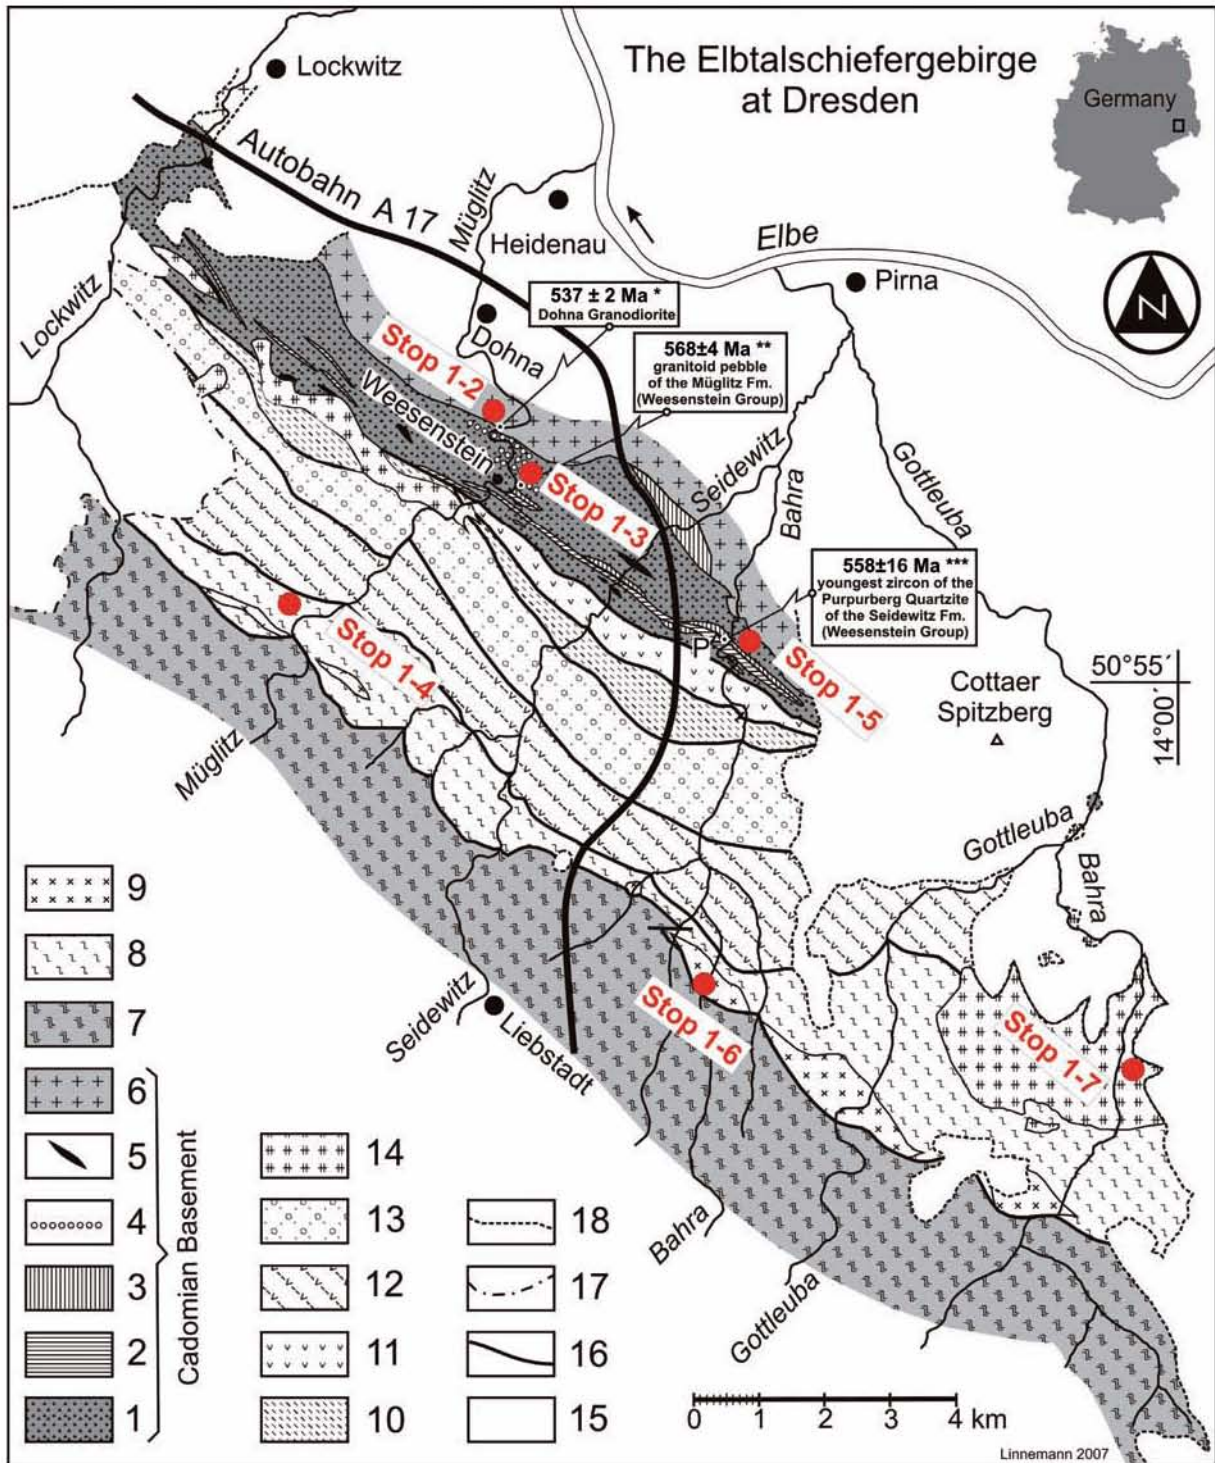 The Elbtalschiefergebirge
at Dresden
Germany
Lockwitz
Autobahn A 17
Müglitz
Heidenau
Elbe
Pirna
N
Lockwitz
537 ± 2 Ma *
Dohna Granodiorite
Dohna
568±4 Ma **
granitoid pebble
of the Müglitz Fm.
(Weesenstein Group)
Stop 1-2
Weesenstein
Stop 1-3
Seidewitz
Bahra
Gottleuba
558±16 Ma ***
youngest zircon of the
Purpurberg Quartzite
of the Seidewitz Fm.
(Weesenstein Group)
P
Stop 1-5
Stop 1-4
Cottaer
Spitzberg
50°55´
14°00´
Müglitz
Gottleuba
Bahra
Seidewitz
Liebstadt
Stop 1-6
Stop 1-7
Bahra
Gottleuba
9
8
7
6
5
4
3
2
1
Cadomian Basement
14
13
12
11
10
18
17
16
15
0 1 2 3 4 km
Linnemann 2007